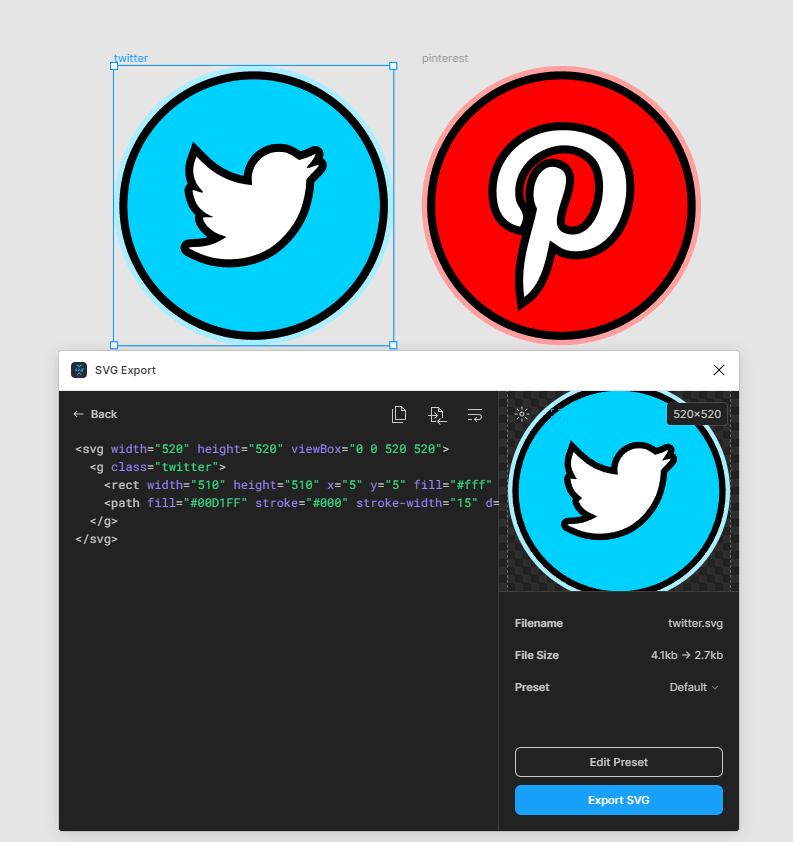 twitter
pinterest
SVG Export
Back
520×520
<svg width="520" height="520" viewBox="0 0 520 520">
<g class="twitter">
<rect width="510" height="510" x="5" y="5" fill="#fff"
<path fill="#00D1FF" stroke="#000" stroke-width="15" d=
</g>
</svg>
Filename twitter.svg
File Size 4.1kb → 2.7kb
Preset Default
Edit Preset
Export SVG